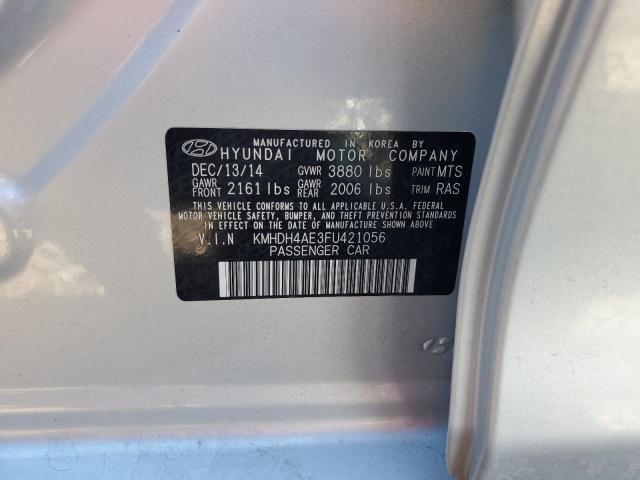 MANUFACTURED IN KOREA BY
HYUNDAI MOTOR COMPANY
DEC/13/14 GVWR 3880 lbs PAINT MTS
GAWR FRONT 2161 lbs GAWR REAR 2006 lbs TRIM RAS
THIS VEHICLE CONFORMS TO ALL APPLICABLE U.S.A. FEDERAL
MOTOR VEHICLE SAFETY, BUMPER, AND THEFT PREVENTION
STANDARDS IN EFFECT ON THE DATE OF MANUFACTURE SHOWN ABOVE
V.I.N KMHDH4AE3FU421056
PASSENGER CAR